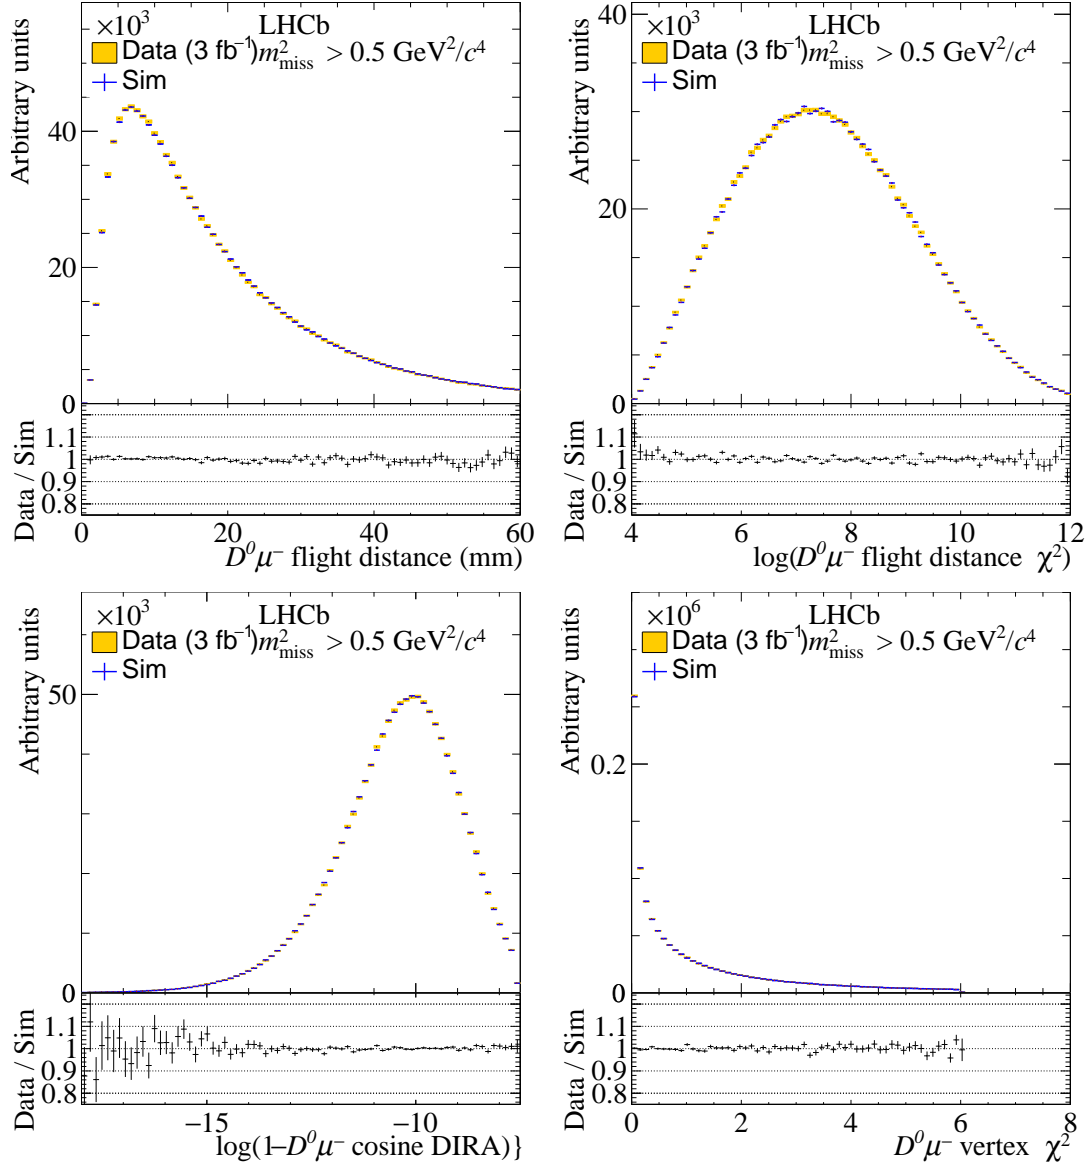 ×10³ LHCb
Data (3 fb⁻¹) m²miss > 0.5 GeV²/c⁴
Sim
Arbitrary units
40
20
0
Data / Sim
1.1
1
0.9
0.8
0 20 40 60
D⁰μ⁻ flight distance (mm)
×10³ LHCb
Data (3 fb⁻¹) m²miss > 0.5 GeV²/c⁴
Sim
Arbitrary units
40
20
0
Data / Sim
1.1
1
0.9
0.8
4 6 8 10 12
log(D⁰μ⁻ flight distance χ²)
×10³ LHCb
Data (3 fb⁻¹) m²miss > 0.5 GeV²/c⁴
Sim
Arbitrary units
50
0
Data / Sim
1.1
1
0.9
0.8
−15 −10
log(1−D⁰μ⁻ cosine DIRA)}
×10⁶ LHCb
Data (3 fb⁻¹) m²miss > 0.5 GeV²/c⁴
Sim
Arbitrary units
0.2
0
Data / Sim
1.1
1
0.9
0.8
0 2 4 6 8
D⁰μ⁻ vertex χ²